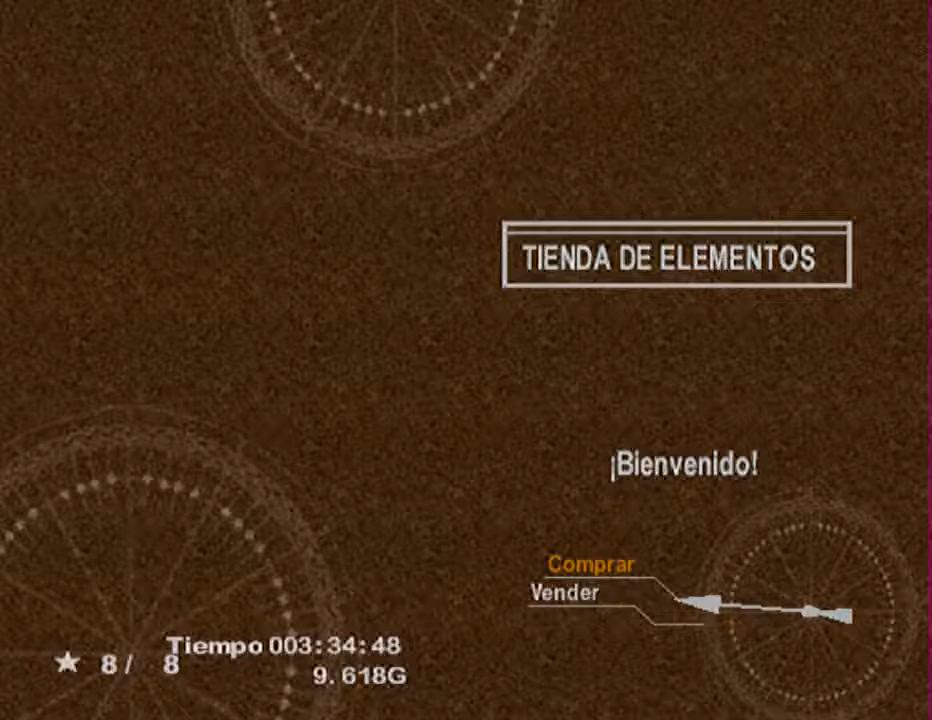 TIENDA DE ELEMENTOS
¡Bienvenido!
Comprar
Vender
Tiempo 003:34:48
★ 8/ 8
9.618G